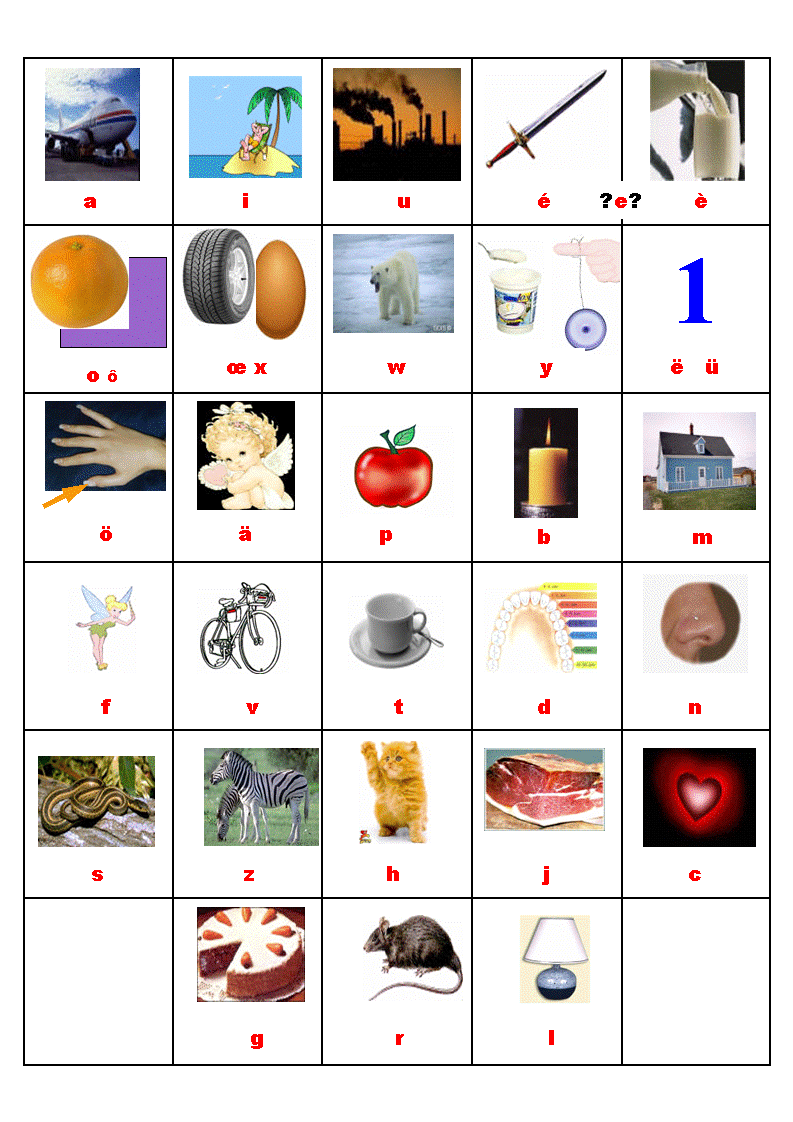 a i u é ?e? è
1
o ô œ x w y ë ü
ö ä p b m
f v t d n
s z h j c
g r l